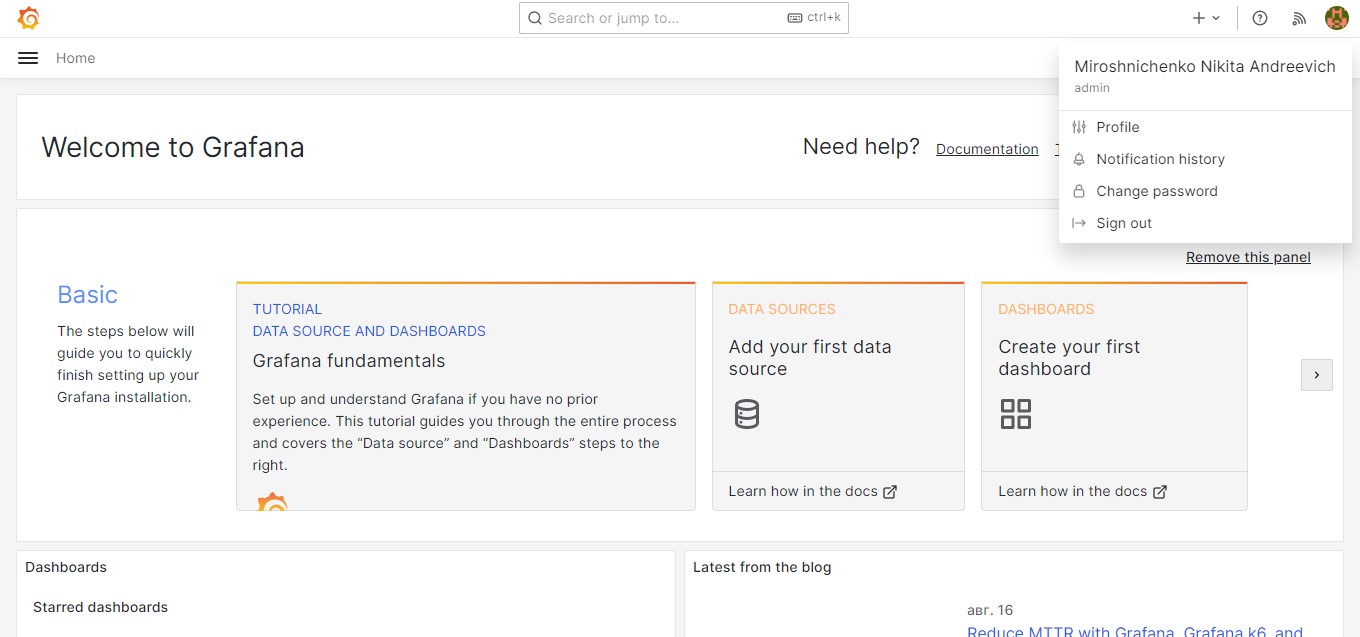 Search or jump to...
ctrl+k
Home
Miroshnichenko Nikita Andreevich
admin
Profile
Notification history
Change password
Sign out
Welcome to Grafana
Need help?
Documentation
Remove this panel
Basic
The steps below will
guide you to quickly
finish setting up your
Grafana installation.
TUTORIAL
DATA SOURCE AND DASHBOARDS
Grafana fundamentals
Set up and understand Grafana if you have no prior
experience. This tutorial guides you through the entire process
and covers the “Data source” and “Dashboards” steps to the
right.
DATA SOURCES
Add your first data
source
Learn how in the docs
DASHBOARDS
Create your first
dashboard
Learn how in the docs
Dashboards
Starred dashboards
Latest from the blog
авг. 16
Reduce MTTR with Grafana, Grafana k6, and